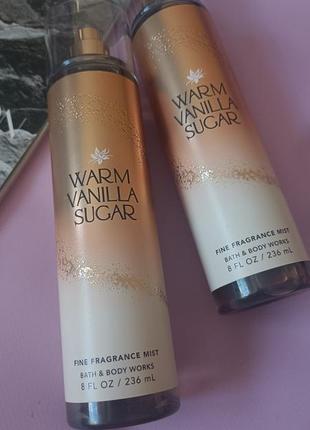 WARM
VANILLA
SUGAR
FINE FRAGRANCE MIST
BATH & BODY WORKS
8 FL OZ / 236 mL
WARM
VANILLA
SUGAR
FINE FRAGRANCE MIST
BATH & BODY WORKS
8 FL OZ / 236 mL